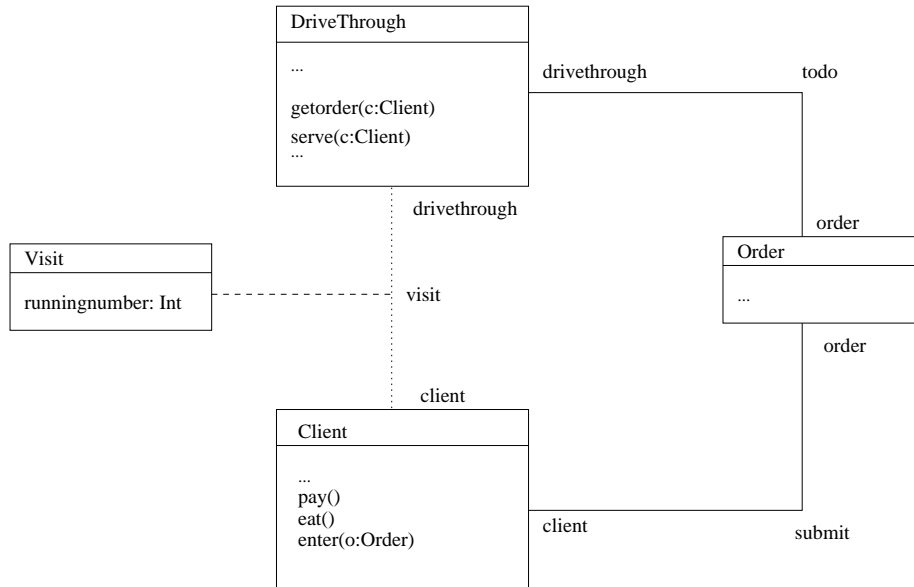 DriveThrough
...
getorder(c:Client)
serve(c:Client)
...
drivethrough
todo
drivethrough
order
Visit
runningnumber: Int
visit
Order
...
order
client
Client
...
pay()
eat()
enter(o:Order)
client
submit